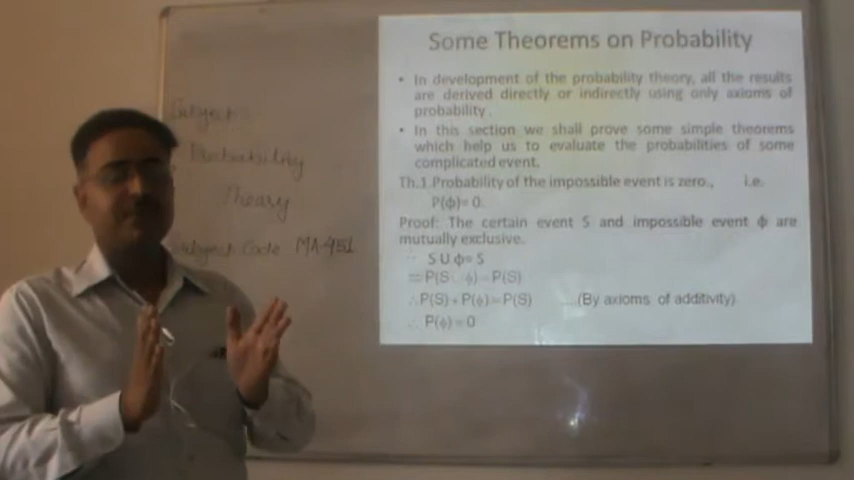 Subject:
Probability
Theory
Subject Code MA-451
Some Theorems on Probability
• In development of the probability theory, all the results
are derived directly or indirectly using only axioms of
probability.
• In this section we shall prove some simple theorems
which help us to evaluate the probabilities of some
complicated event.
Th.1.Probability of the impossible event is zero., i.e.
P(ϕ)= 0.
Proof: The certain event S and impossible event ϕ are
mutually exclusive.
∵ S U ϕ= S
P(S ϕ) = P(S)
∴P(S) + P(ϕ) = P(S) ....(By axioms of additivity)
∴ P(ϕ) = 0